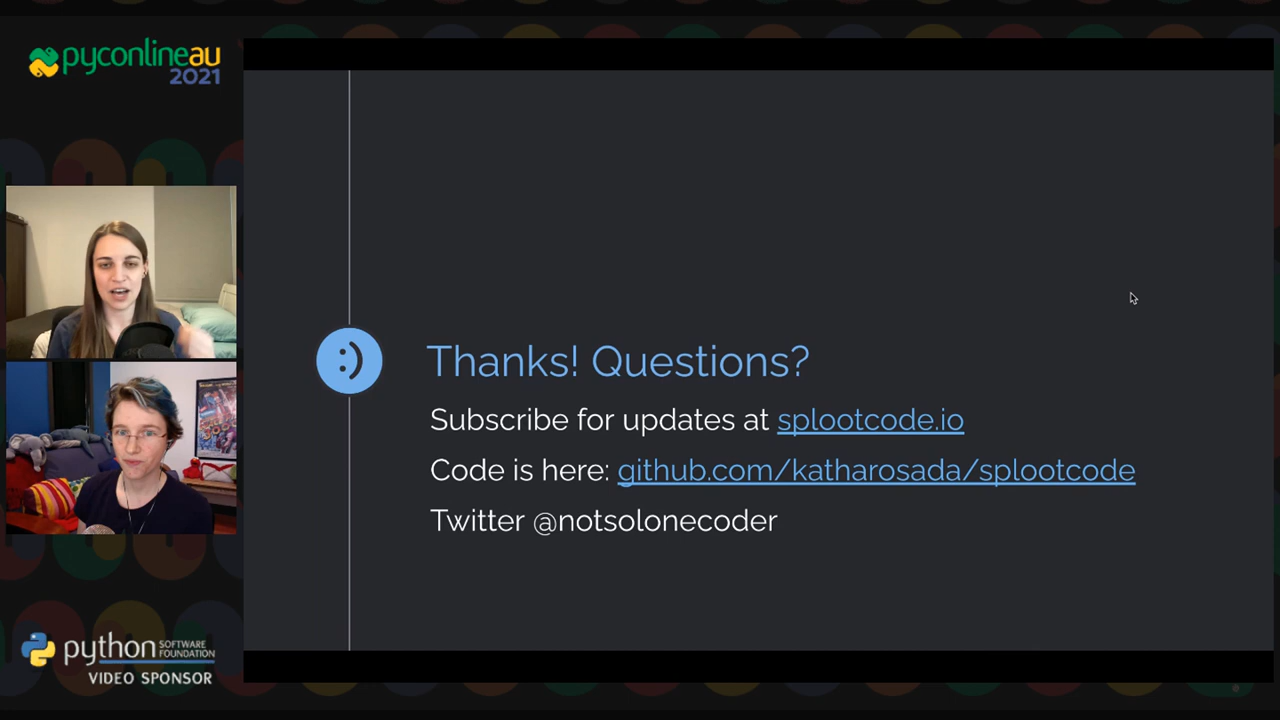 pyconlineau
2021
:)
Thanks! Questions?
Subscribe for updates at splootcode.io
Code is here: github.com/katharosada/splootcode
Twitter @notsolonecoder
python SOFTWARE FOUNDATION
VIDEO SPONSOR